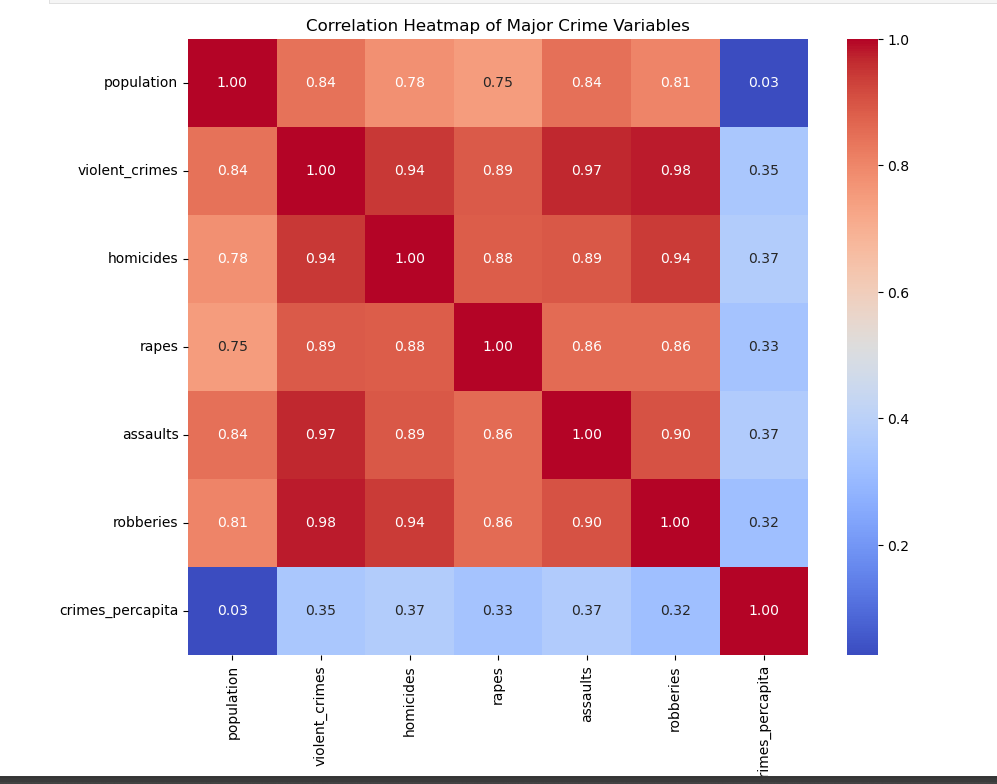 Correlation Heatmap of Major Crime Variables
population 1.00 0.84 0.78 0.75 0.84 0.81 0.03
violent_crimes 0.84 1.00 0.94 0.89 0.97 0.98 0.35
homicides 0.78 0.94 1.00 0.88 0.89 0.94 0.37
rapes 0.75 0.89 0.88 1.00 0.86 0.86 0.33
assaults 0.84 0.97 0.89 0.86 1.00 0.90 0.37
robberies 0.81 0.98 0.94 0.86 0.90 1.00 0.32
crimes_percapita 0.03 0.35 0.37 0.33 0.37 0.32 1.00
population
violent_crimes
homicides
rapes
assaults
robberies
rimes_percapita
1.0
0.8
0.6
0.4
0.2